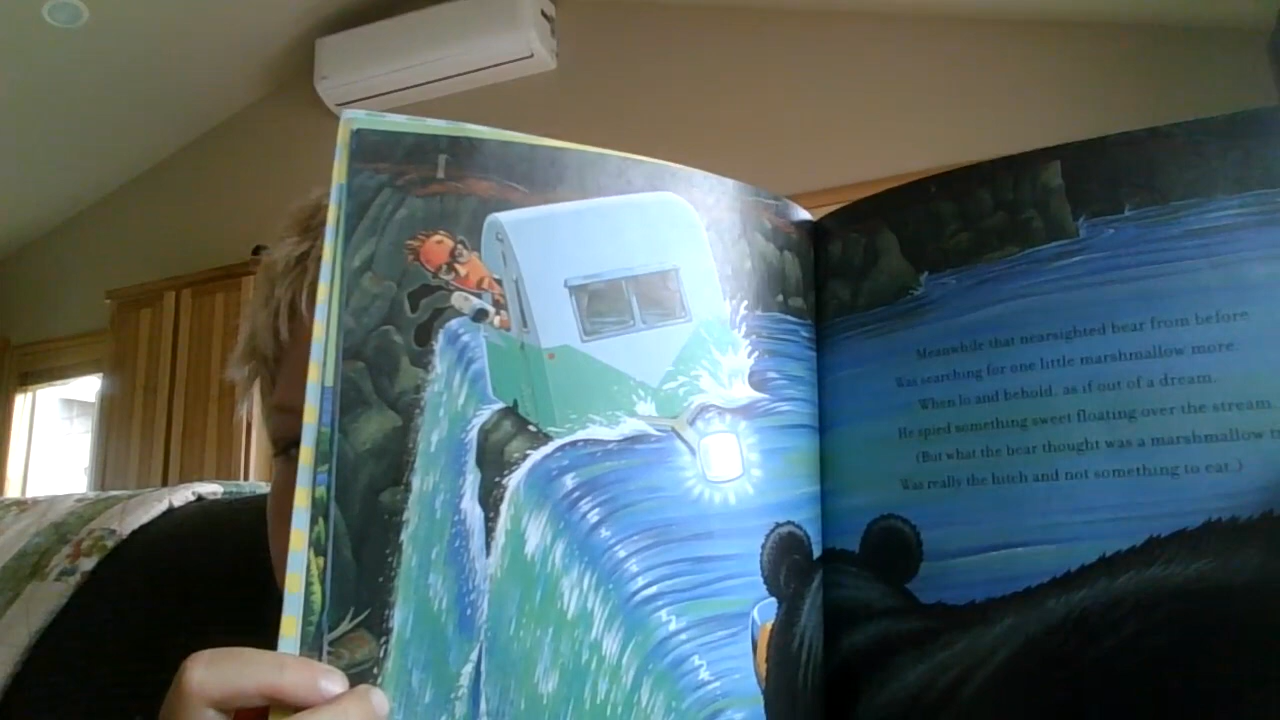 Meanwhile that nearsighted bear from before
Was searching for one little marshmallow more.
When lo and behold, as if out of a dream,
He spied something sweet floating over the stream.
(But what the bear thought was a marshmallow
Was really the hitch and not something to eat.)